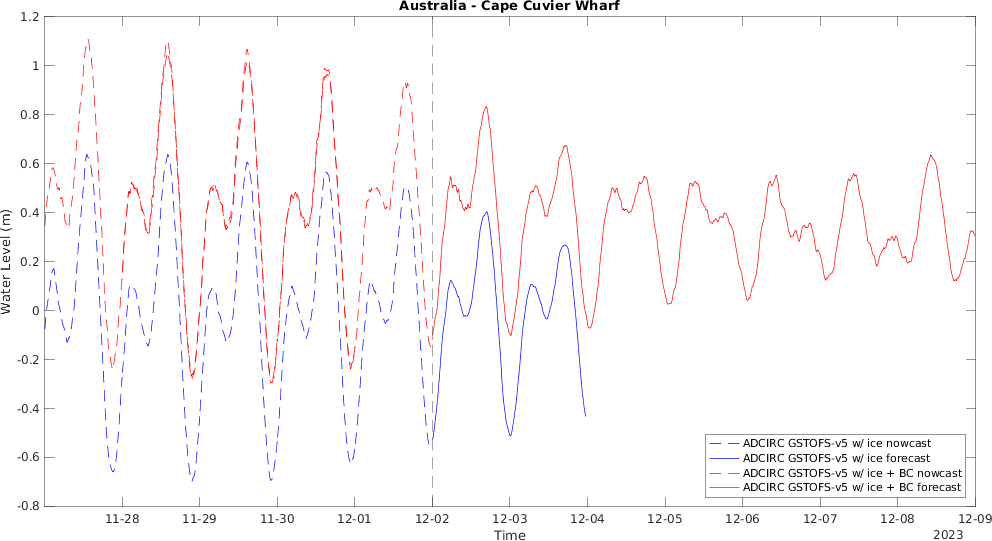 Australia - Cape Cuvier Wharf
1.2
1
0.8
0.6
0.4
0.2
0
-0.2
-0.4
-0.6
-0.8
Water Level (m)
ADCIRC GSTOFS-v5 w/ ice nowcast
ADCIRC GSTOFS-v5 w/ ice forecast
ADCIRC GSTOFS-v5 w/ ice + BC nowcast
ADCIRC GSTOFS-v5 w/ ice + BC forecast
11-28 11-29 11-30 12-01 12-02 12-03 12-04 12-05 12-06 12-07 12-08 12-09
Time
2023